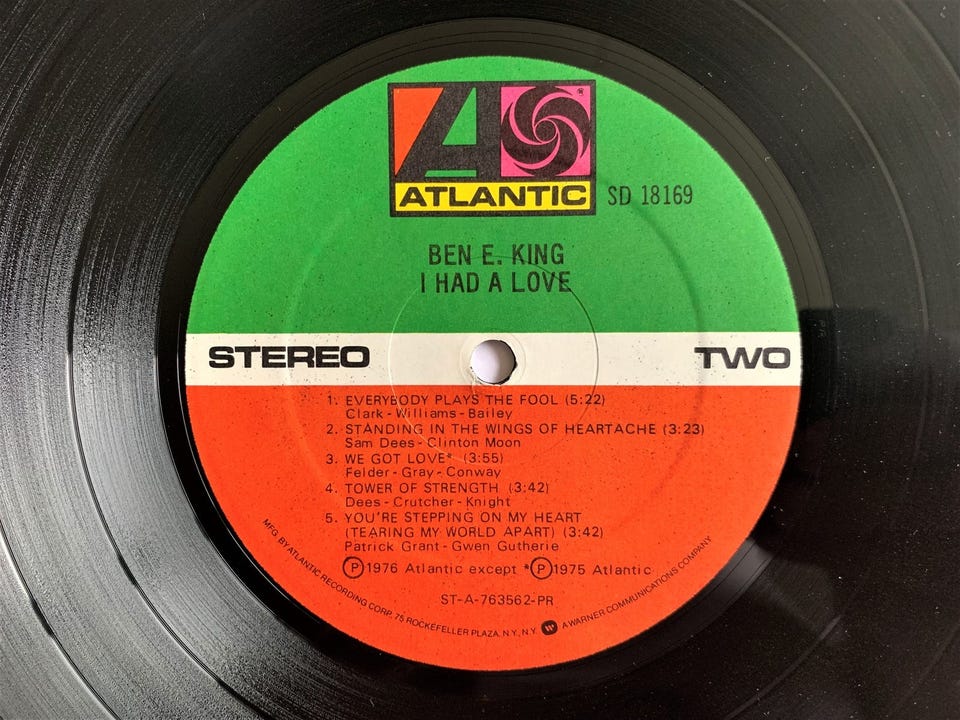 ATLANTIC
SD 18169
BEN E. KING
I HAD A LOVE
STEREO
TWO
1. EVERYBODY PLAYS THE FOOL (5:22)
Clark - Williams - Bailey
2. STANDING IN THE WINGS OF HEARTACHE (3:23)
Sam Dees - Clinton Moon
3. WE GOT LOVE* (3:55)
Felder - Gray - Conway
4. TOWER OF STRENGTH (3:42)
Dees - Crutcher - Knight
5. YOU'RE STEPPING ON MY HEART
(TEARING MY WORLD APART) (3:42)
Patrick Grant - Gwen Gutherie
Ⓟ1976 Atlantic except *Ⓟ1975 Atlantic
ST-A-763562-PR
MFG. BY ATLANTIC RECORDING CORP. 75 ROCKEFELLER PLAZA, N.Y., N.Y. A WARNER COMMUNICATIONS COMPANY